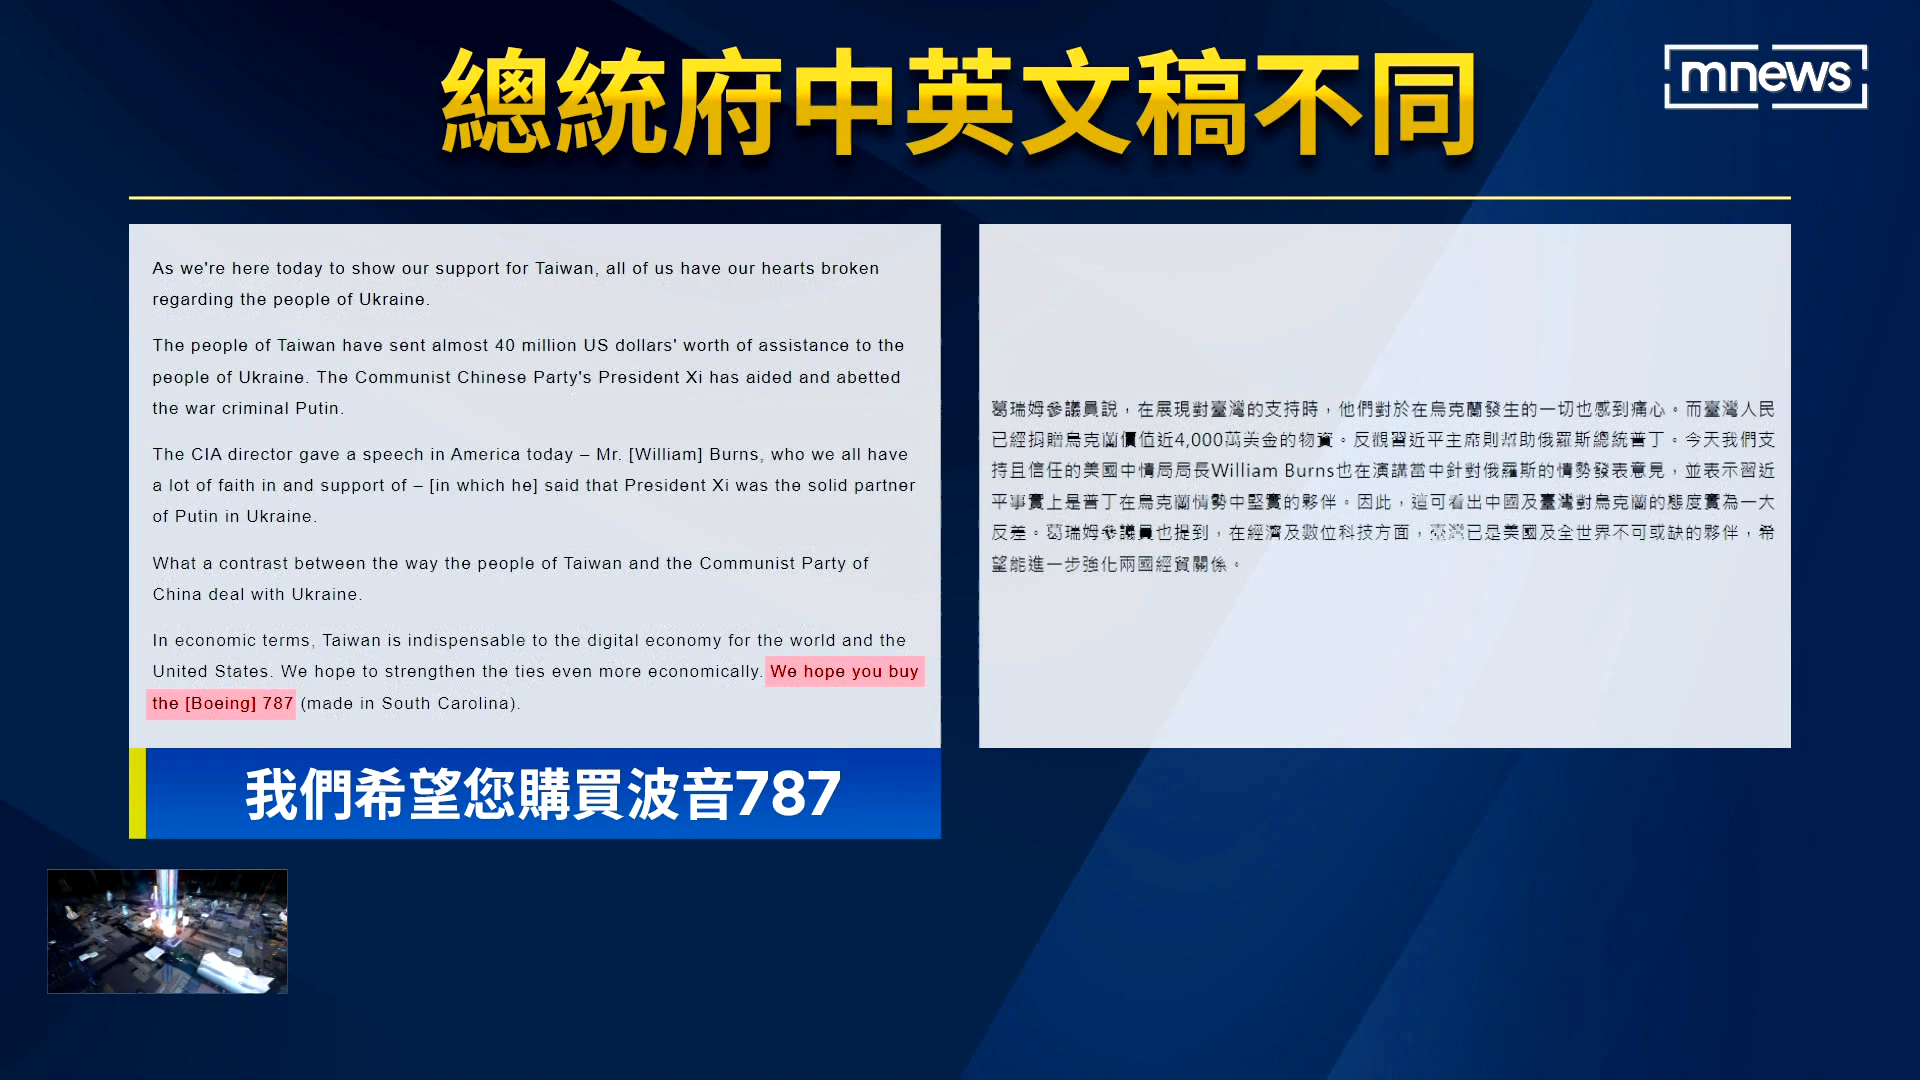 總統府中英文稿不同
mnews
As we're here today to show our support for Taiwan, all of us have our hearts broken
regarding the people of Ukraine.
The people of Taiwan have sent almost 40 million US dollars' worth of assistance to the
people of Ukraine. The Communist Chinese Party's President Xi has aided and abetted
the war criminal Putin.
The CIA director gave a speech in America today – Mr. [William] Burns, who we all have
a lot of faith in and support of – [in which he] said that President Xi was the solid partner
of Putin in Ukraine.
What a contrast between the way the people of Taiwan and the Communist Party of
China deal with Ukraine.
In economic terms, Taiwan is indispensable to the digital economy for the world and the
United States. We hope to strengthen the ties even more economically. We hope you buy
the [Boeing] 787 (made in South Carolina).
我們希望您購買波音787
葛瑞姆參議員說，在展現對臺灣的支持時，他們對於在烏克蘭發生的一切也感到痛心。而臺灣人民
已經捐贈烏克蘭價值近4,000萬美金的物資。反觀習近平主席則幫助俄羅斯總統普丁。今天我們支
持且信任的美國中情局局長William Burns也在演講當中針對俄羅斯的情勢發表意見，並表示習近
平事實上是普丁在烏克蘭情勢中堅實的夥伴。因此，這可看出中國及臺灣對烏克蘭的態度實為一大
反差。葛瑞姆參議員也提到，在經濟及數位科技方面，臺灣已是美國及全世界不可或缺的夥伴，希
望能進一步強化兩國經貿關係。